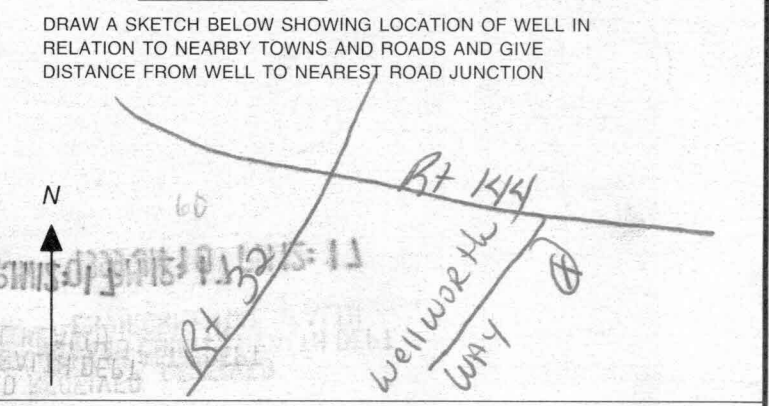 DRAW A SKETCH BELOW SHOWING LOCATION OF WELL IN
RELATION TO NEARBY TOWNS AND ROADS AND GIVE
DISTANCE FROM WELL TO NEAREST ROAD JUNCTION
Rt 144
N
60
Rt 32
WellWORth
WAY